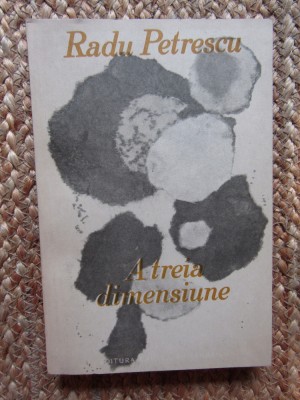 Radu Petrescu
A treia
dimensiune